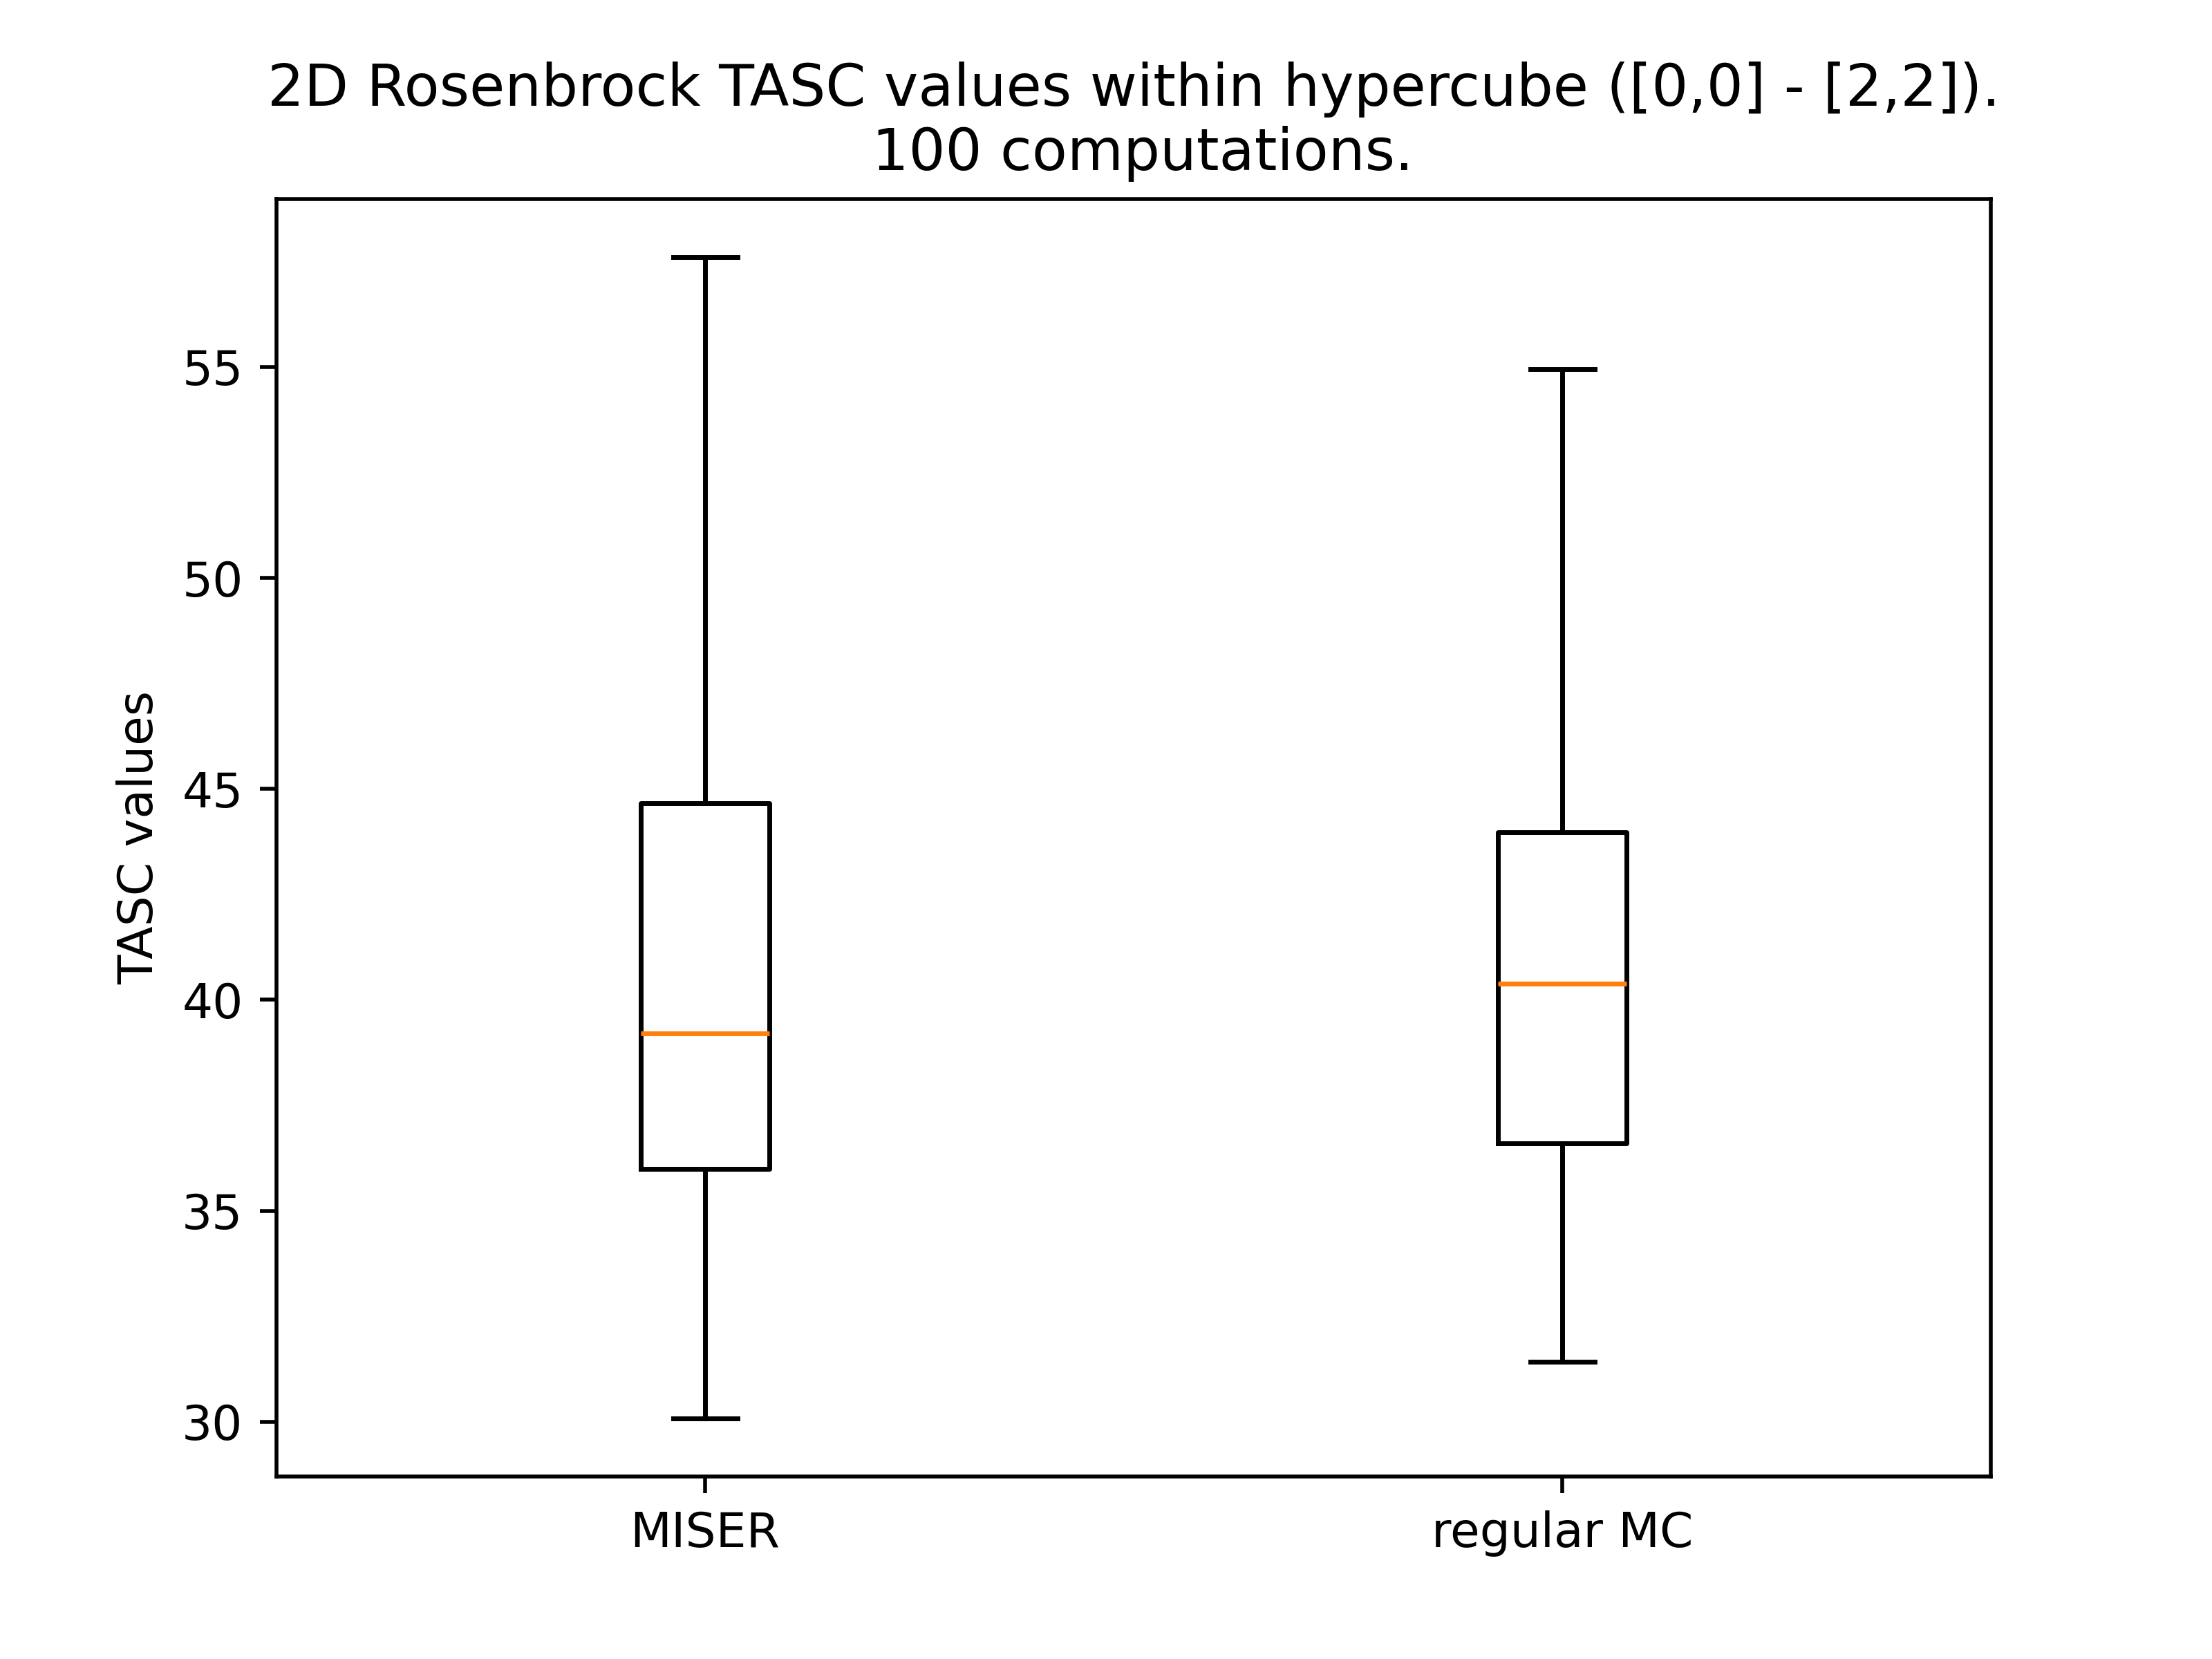 2D Rosenbrock TASC values within hypercube ([0,0] - [2,2]).
100 computations.
TASC values
55
50
45
40
35
30
MISER
regular MC